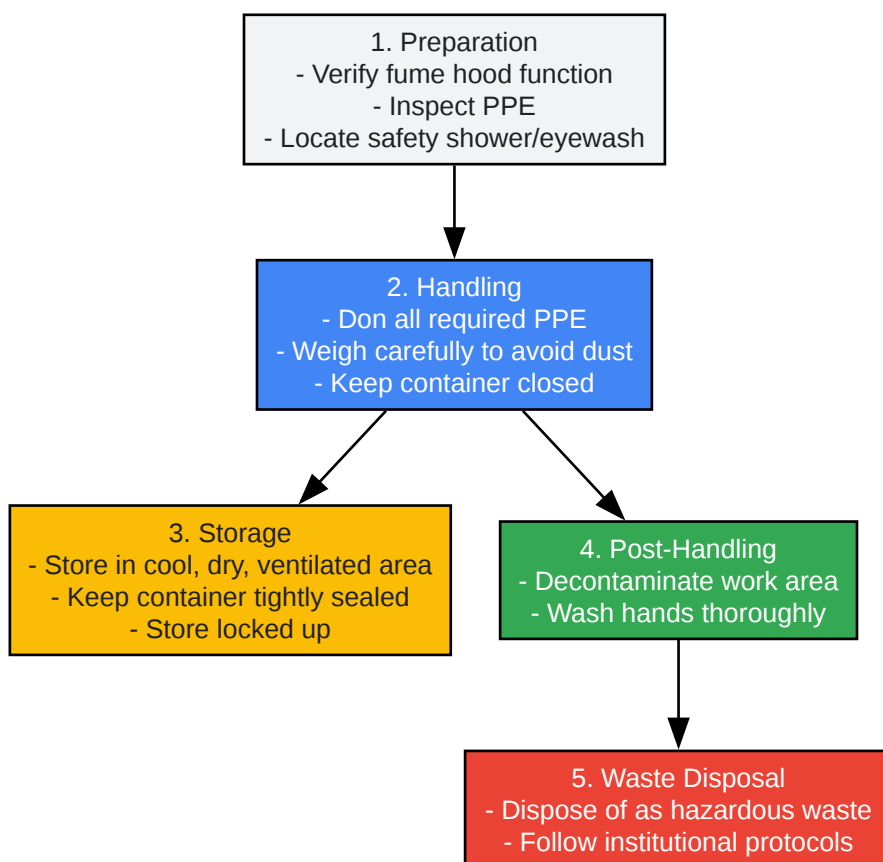 1. Preparation
- Verify fume hood function
- Inspect PPE
- Locate safety shower/eyewash
2. Handling
- Don all required PPE
- Weigh carefully to avoid dust
- Keep container closed
3. Storage
- Store in cool, dry, ventilated area
- Keep container tightly sealed
- Store locked up
4. Post-Handling
- Decontaminate work area
- Wash hands thoroughly
5. Waste Disposal
- Dispose of as hazardous waste
- Follow institutional protocols